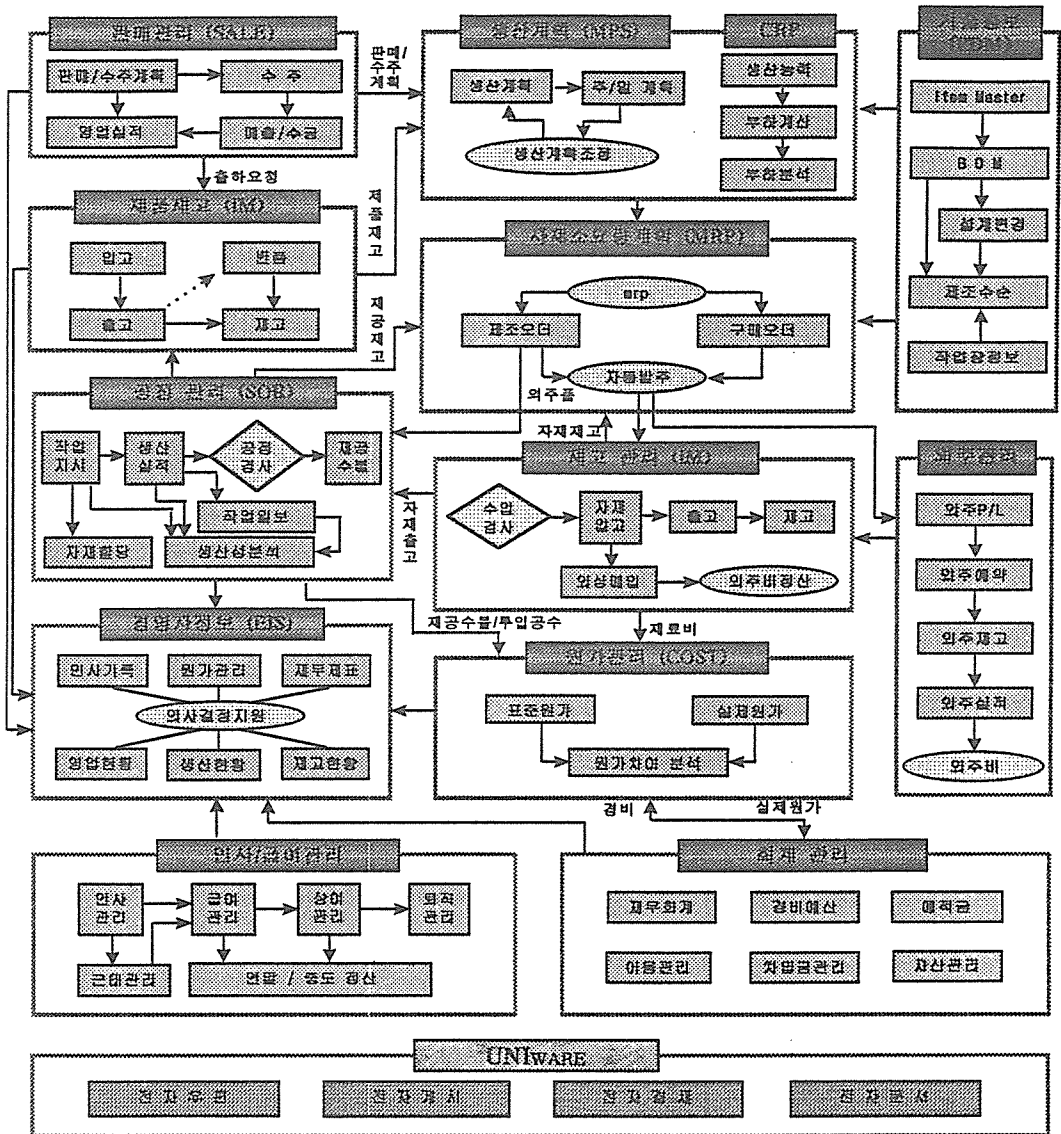 판매관리 (SALE)
판매/수주계획
수 주
영업실적
매출/수금
판매/
수주
계획
생산계획 (MPS)
CRP
생산계획
주/일 계획
생산계획조정
생산능력
부하계산
부하분석
(PDM)
Item Master
B O M
설계변경
제조수순
작업장정보
출하요청
제품재고 (IM)
입고
반품
출고
재고
제
품
재
고
재
공
재
고
자재소요량계획 (MRP)
mrp
제조오더
구매오더
자동발주
외주품
자재재고
공정 관리 (SOB)
작업
지시
생산
실적
공정
검사
재공
수불
작업일보
자재할당
생산성분석
자
재
출
고
재고 관리 (IM)
수입
검사
자재
입고
출고
재고
외상매입
외주비정산
외주관리
외주P/L
외주예약
외주재고
외주실적
외주비
재공수불/투입공수
재료비
경영자정보 (EIS)
인사기록
원가관리
재무제표
의사결정지원
영업현황
생산현황
재고현황
원가관리 (COST)
표준원가
실제원가
원가차이 분석
경비
실제원가
인사/급여관리
인사
관리
급여
관리
상여
관리
퇴직
관리
근태관리
연말 / 중도 정산
회계 관리
재무회계
경비예산
예적금
어음관리
차입금관리
자산관리
UNIWARE
전자우편
전자게시
전자결재
전자문서